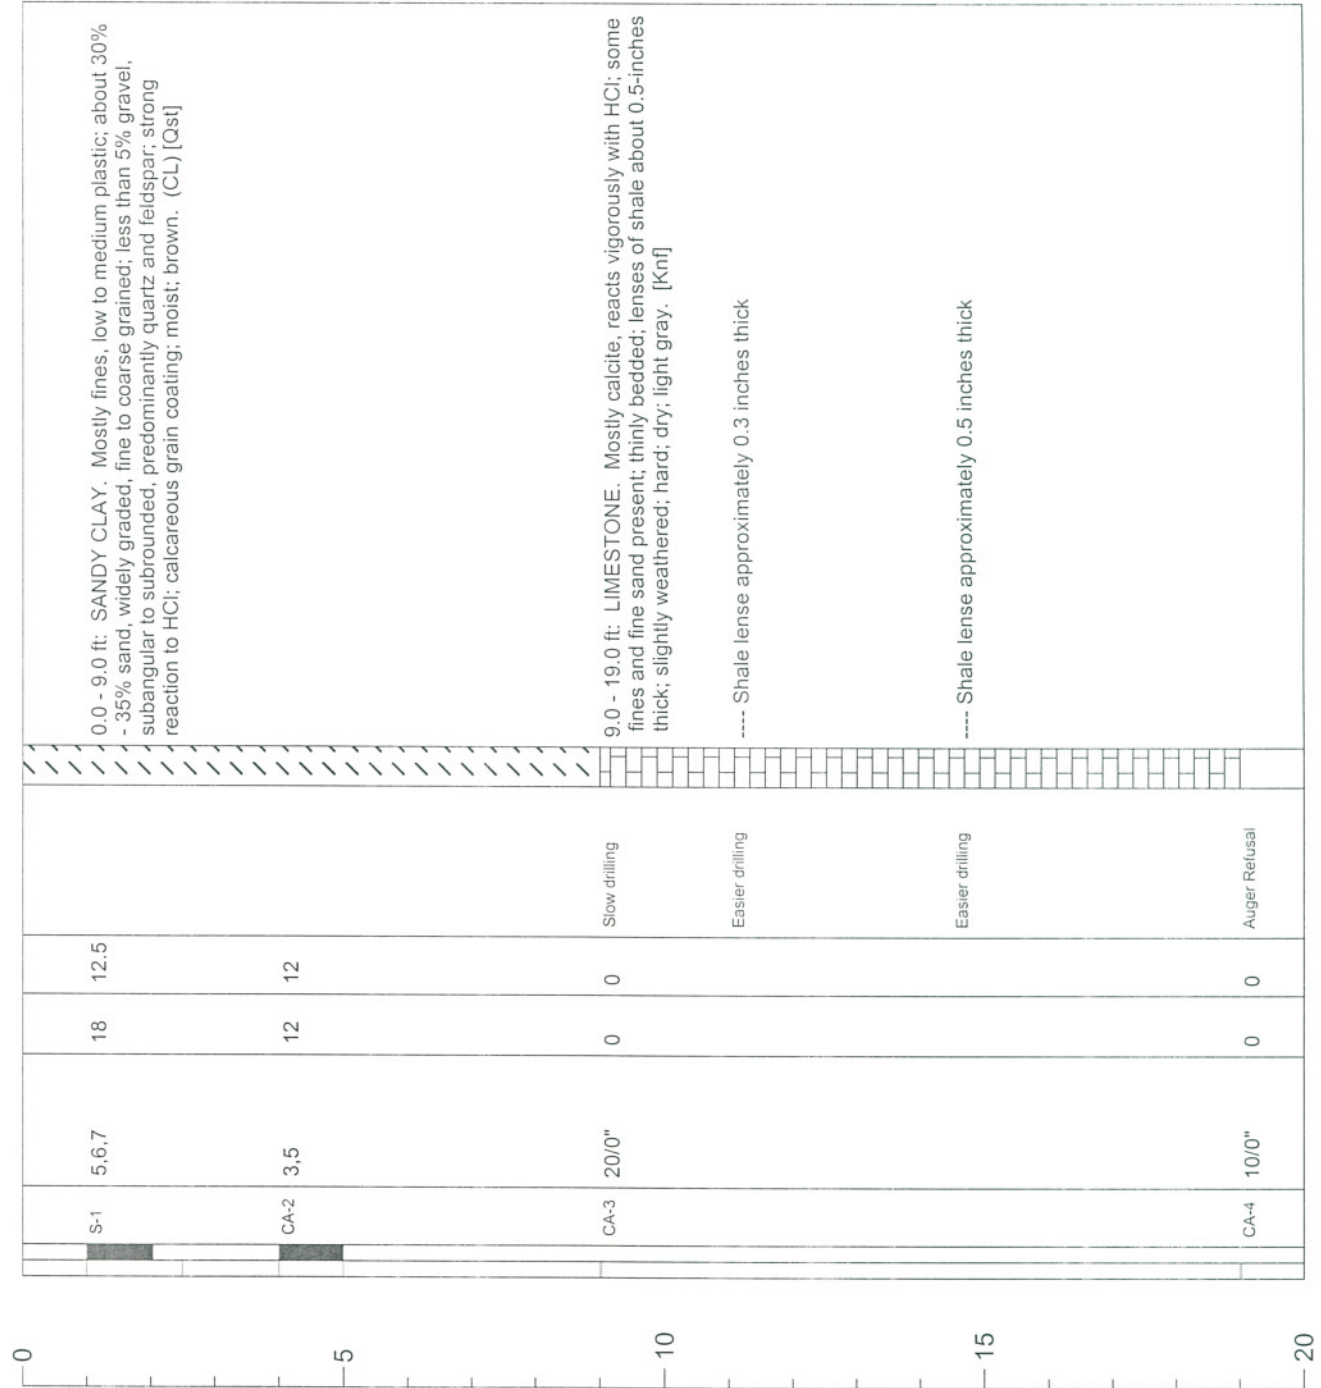 0
5
10
15
20
S-1 5,6,7 18 12.5
0.0 - 9.0 ft: SANDY CLAY. Mostly fines, low to medium plastic; about 30%
- 35% sand, widely graded, fine to coarse grained; less than 5% gravel,
subangular to subrounded, predominantly quartz and feldspar; strong
reaction to HCl; calcareous grain coating; moist; brown. (CL) [Qst]
CA-2 3,5 12 12
CA-3 20/0" 0 0 Slow drilling
9.0 - 19.0 ft: LIMESTONE. Mostly calcite, reacts vigorously with HCl; some
fines and fine sand present; thinly bedded; lenses of shale about 0.5-inches
thick; slightly weathered; hard; dry; light gray. [Knf]
Easier drilling
---- Shale lense approximately 0.3 inches thick
Easier drilling
---- Shale lense approximately 0.5 inches thick
CA-4 10/0" 0 0 Auger Refusal